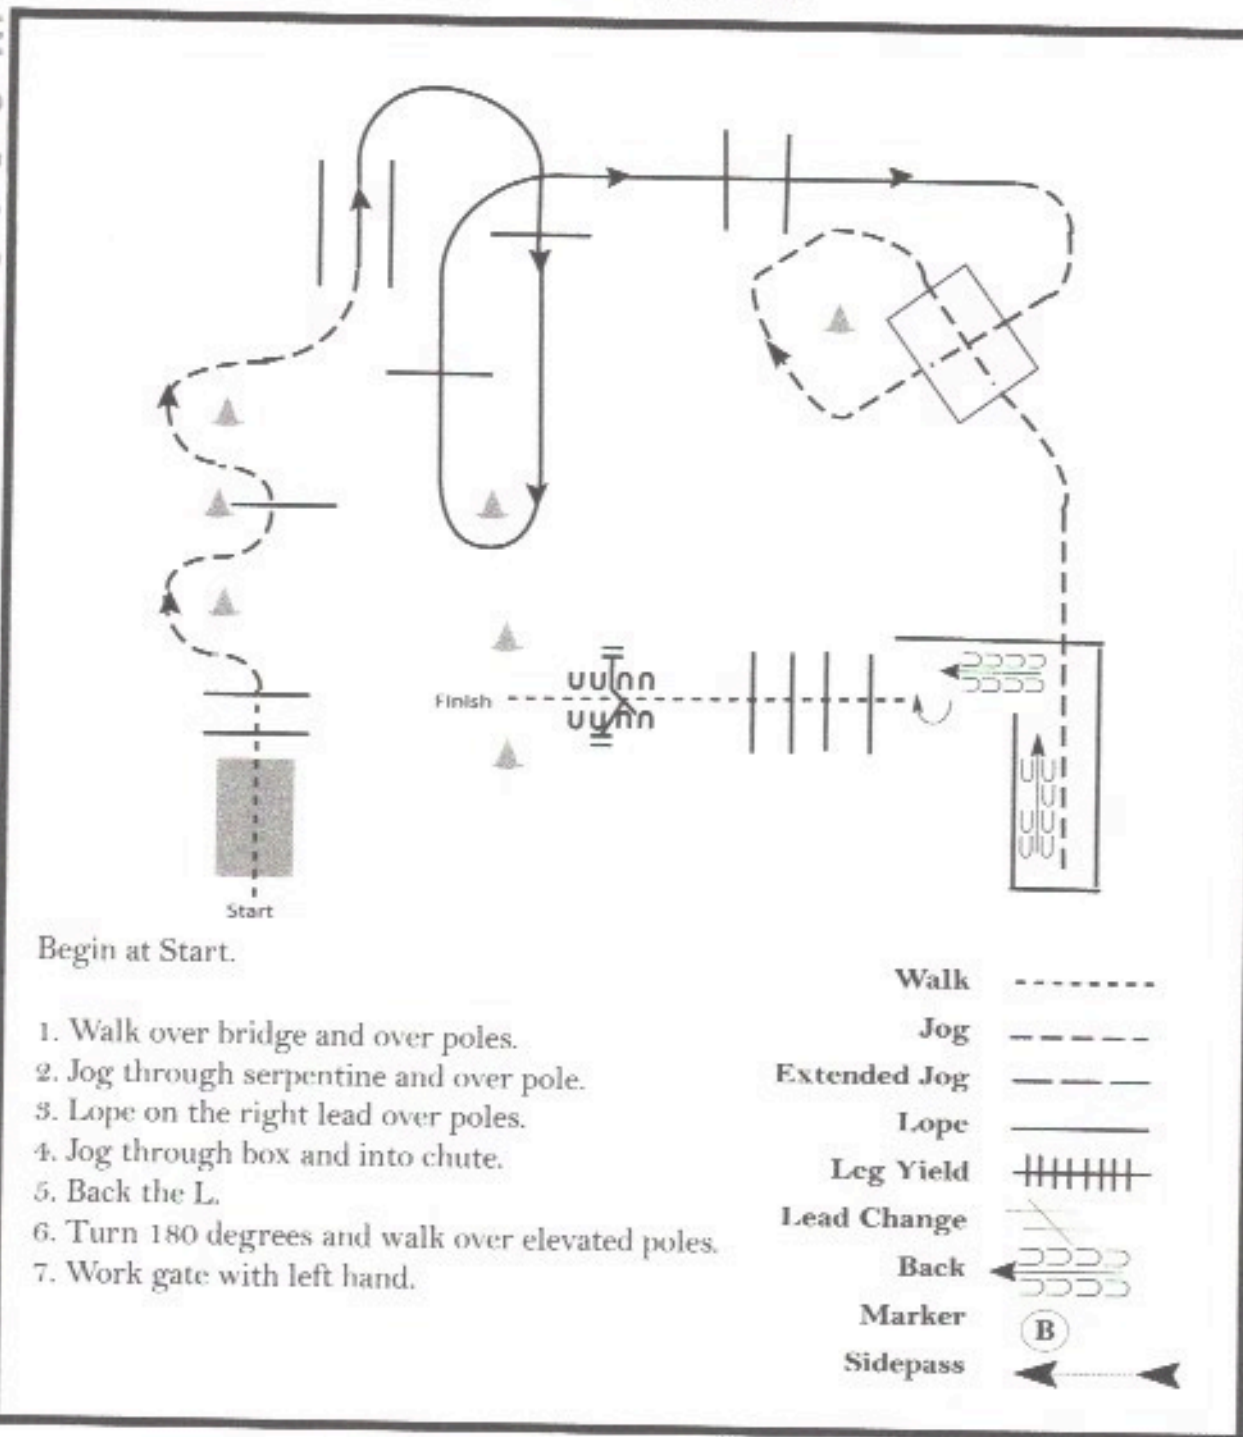 Finish
Start
Begin at Start.
1. Walk over bridge and over poles.
2. Jog through serpentine and over pole.
3. Lope on the right lead over poles.
4. Jog through box and into chute.
5. Back the L.
6. Turn 180 degrees and walk over elevated poles.
7. Work gate with left hand.
Walk
Jog
Extended Jog
Lope
Leg Yield
Lead Change
Back
Marker B
Sidepass